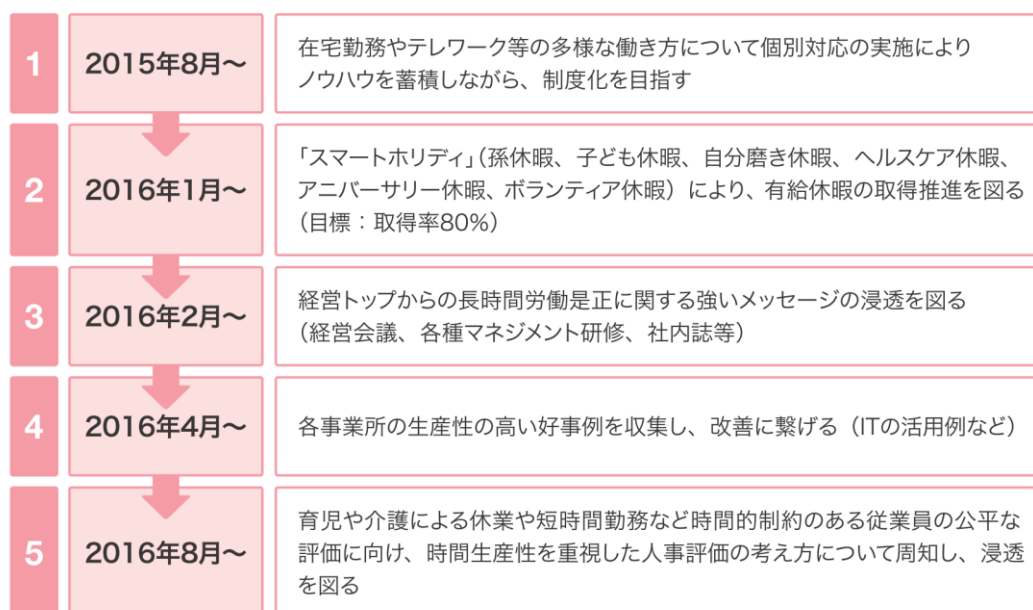 1
2015年8月〜
在宅勤務やテレワーク等の多様な働き方について個別対応の実施により
ノウハウを蓄積しながら、制度化を目指す
2
2016年1月〜
「スマートホリディ」（孫休暇、子ども休暇、自分磨き休暇、ヘルスケア休暇、
アニバーサリー休暇、ボランティア休暇）により、有給休暇の取得推進を図る
（目標：取得率80%）
3
2016年2月〜
経営トップからの長時間労働是正に関する強いメッセージの浸透を図る
（経営会議、各種マネジメント研修、社内誌等）
4
2016年4月〜
各事業所の生産性の高い好事例を収集し、改善に繋げる（ITの活用例など）
5
2016年8月〜
育児や介護による休業や短時間勤務など時間的制約のある従業員の公平な
評価に向け、時間生産性を重視した人事評価の考え方について周知し、浸透
を図る